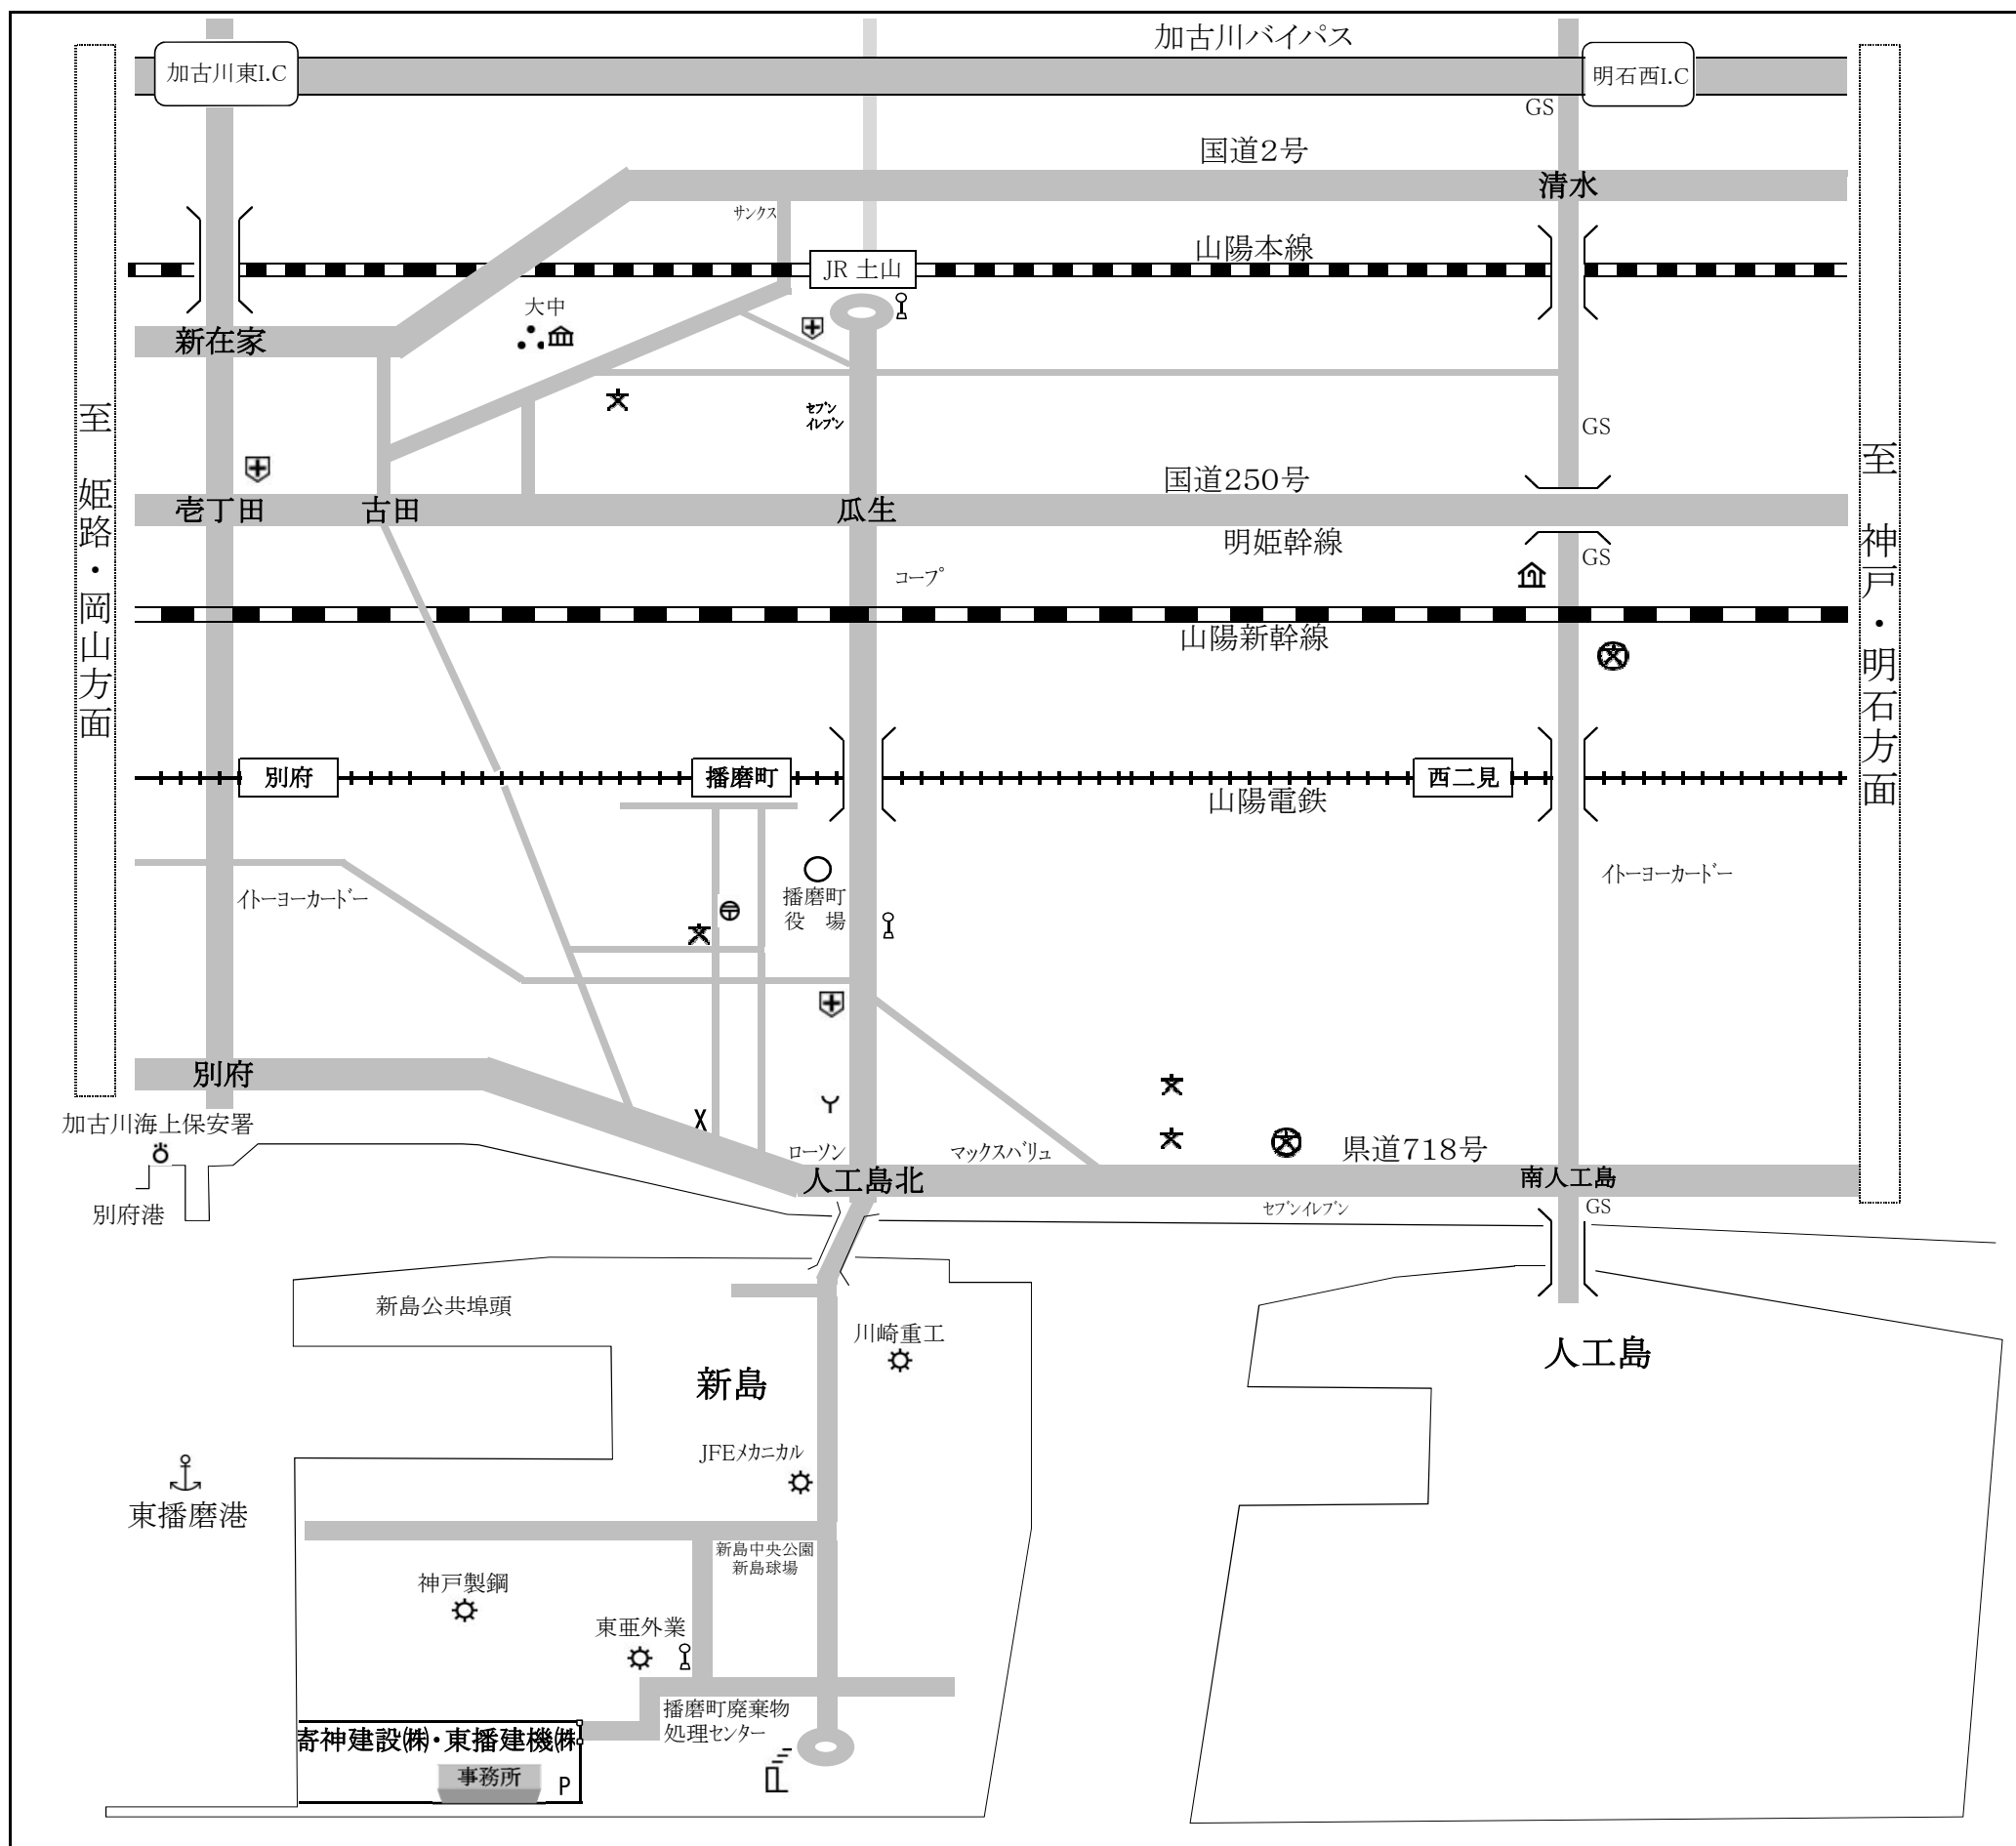 加古川バイパス
加古川東I.C
明石西I.C
GS
国道2号
清水
サンクス
山陽本線
JR 土山
大中
新在家
セブン
イレブン
GS
至 姫路・岡山方面
至 神戸・明石方面
国道250号
壱丁田
古田
瓜生
明姫幹線
GS
コープ
山陽新幹線
別府
播磨町
西二見
山陽電鉄
イトーヨーカードー
イトーヨーカードー
播磨町
役 場
別府
加古川海上保安署
ローソン
マックスバリュ
県道718号
人工島北
南人工島
別府港
セブンイレブン
GS
新島公共埠頭
川崎重工
新島
人工島
JFEメカニカル
東播磨港
新島中央公園
新島球場
神戸製鋼
東亜外業
播磨町廃棄物
処理センター
寄神建設㈱・東播建機㈱
事務所
P